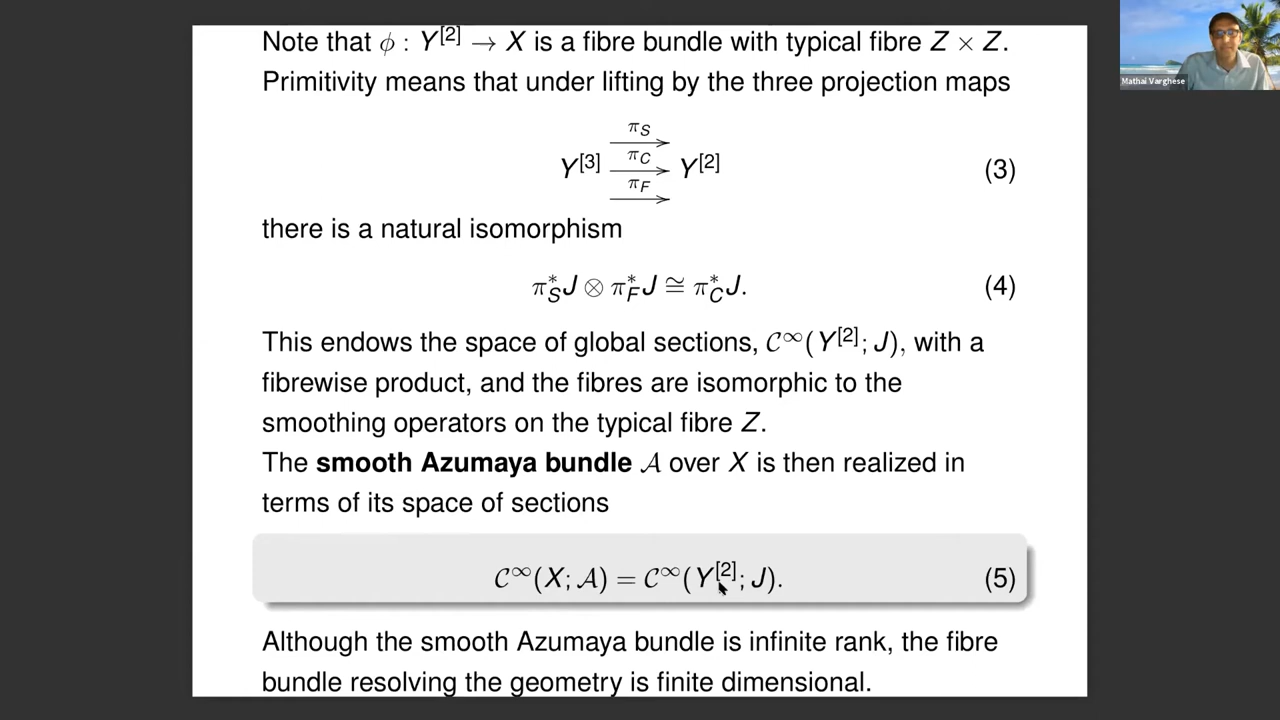 Note that ϕ : Y^[2] → X is a fibre bundle with typical fibre Z × Z.
Primitivity means that under lifting by the three projection maps
π_S
π_C
Y^[3] Y^[2] (3)
π_F
there is a natural isomorphism
π*_S J ⊗ π*_F J ≅ π*_C J. (4)
This endows the space of global sections, C^∞(Y^[2]; J), with a
fibrewise product, and the fibres are isomorphic to the
smoothing operators on the typical fibre Z.
The smooth Azumaya bundle A over X is then realized in
terms of its space of sections
C^∞(X; A) = C^∞(Y^[2]; J). (5)
Although the smooth Azumaya bundle is infinite rank, the fibre
bundle resolving the geometry is finite dimensional.
Mathai Varghese